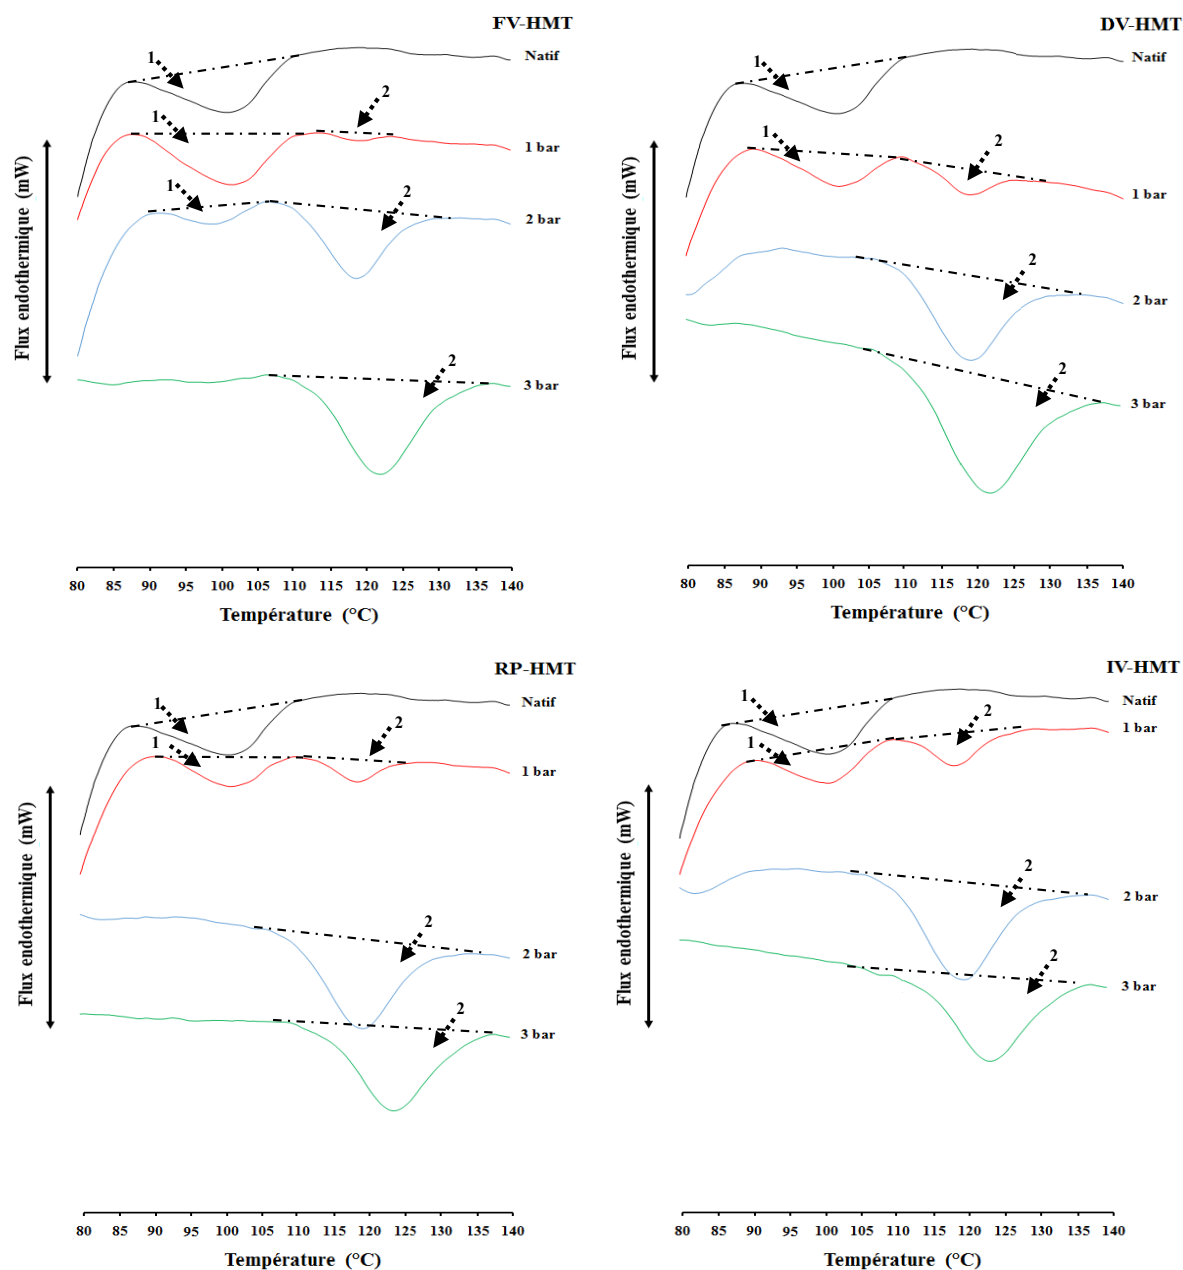 FV-HMT
Natif
1
2
1
1 bar
1
2
2 bar
2
3 bar
Flux endothermique (mW)
80 85 90 95 100 105 110 115 120 125 130 135 140
Température (°C)
DV-HMT
Natif
1
1
2
1 bar
2
2 bar
2
3 bar
Flux endothermique (mW)
80 85 90 95 100 105 110 115 120 125 130 135 140
Température (°C)
RP-HMT
Natif
1
2
1
1 bar
2
2 bar
2
3 bar
Flux endothermique (mW)
80 85 90 95 100 105 110 115 120 125 130 135 140
Température (°C)
IV-HMT
Natif
1
2
1 bar
1
2
2 bar
2
3 bar
Flux endothermique (mW)
80 85 90 95 100 105 110 115 120 125 130 135 140
Température (°C)